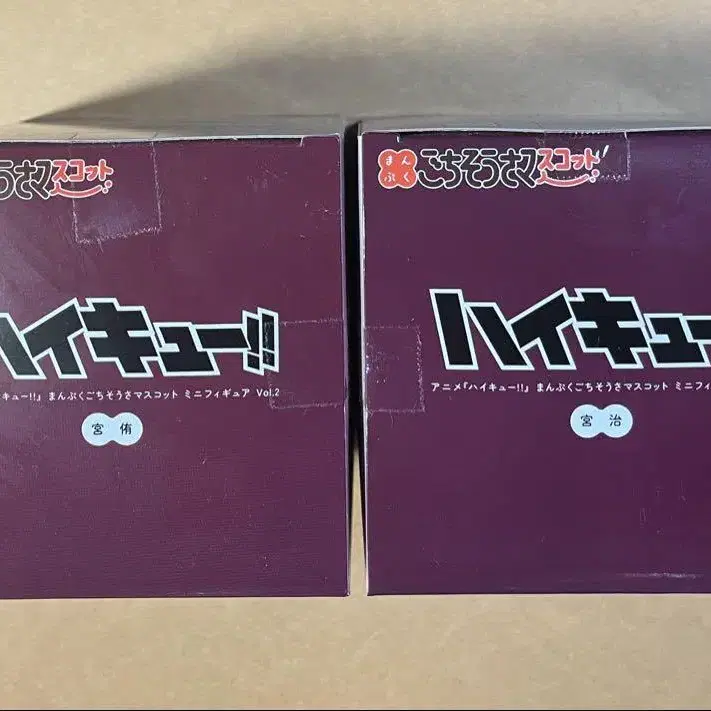 うさマスコット
ハイキュー!!
キュー!!』 まんぷくごちそうさマスコット ミニフィギュア Vol.2
宮 侑
まんぷく ごちそうさマスコット
ハイキュー
アニメ『ハイキュー!!』 まんぷくごちそうさマスコット ミニフィ
宮 治